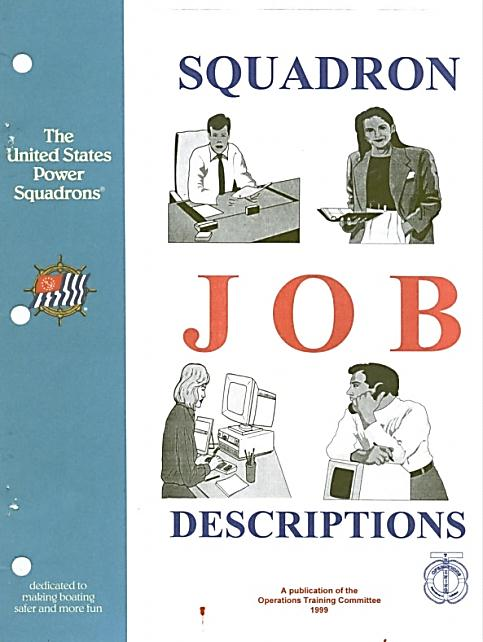 The
United States
Power
Squadrons®
dedicated to
making boating
safer and more fun
SQUADRON
JOB
DESCRIPTIONS
A publication of the
Operations Training Committee
1999